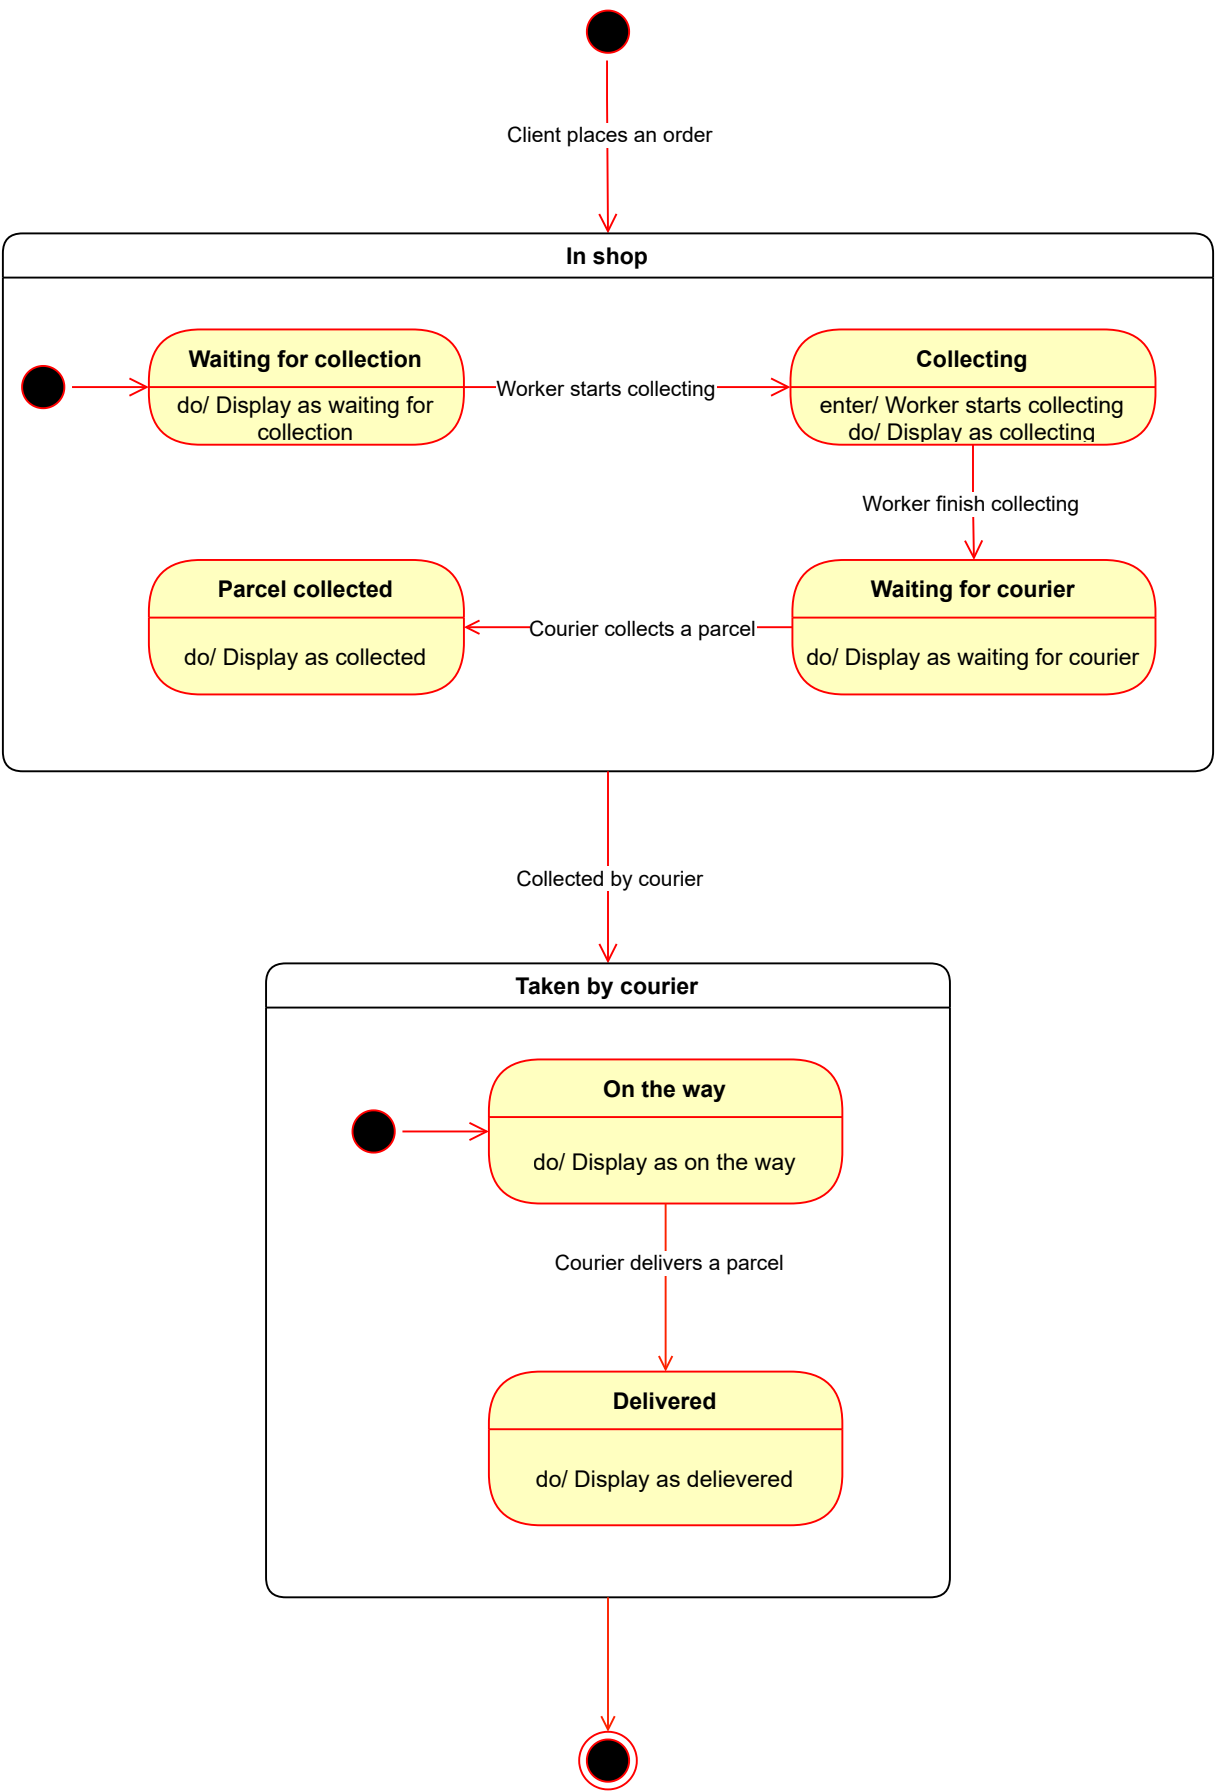 Client places an order
In shop
Waiting for collection
do/ Display as waiting for
collection
Worker starts collecting
Collecting
enter/ Worker starts collecting
do/ Display as collecting
Worker finish collecting
Parcel collected
do/ Display as collected
Courier collects a parcel
Waiting for courier
do/ Display as waiting for courier
Collected by courier
Taken by courier
On the way
do/ Display as on the way
Courier delivers a parcel
Delivered
do/ Display as delievered